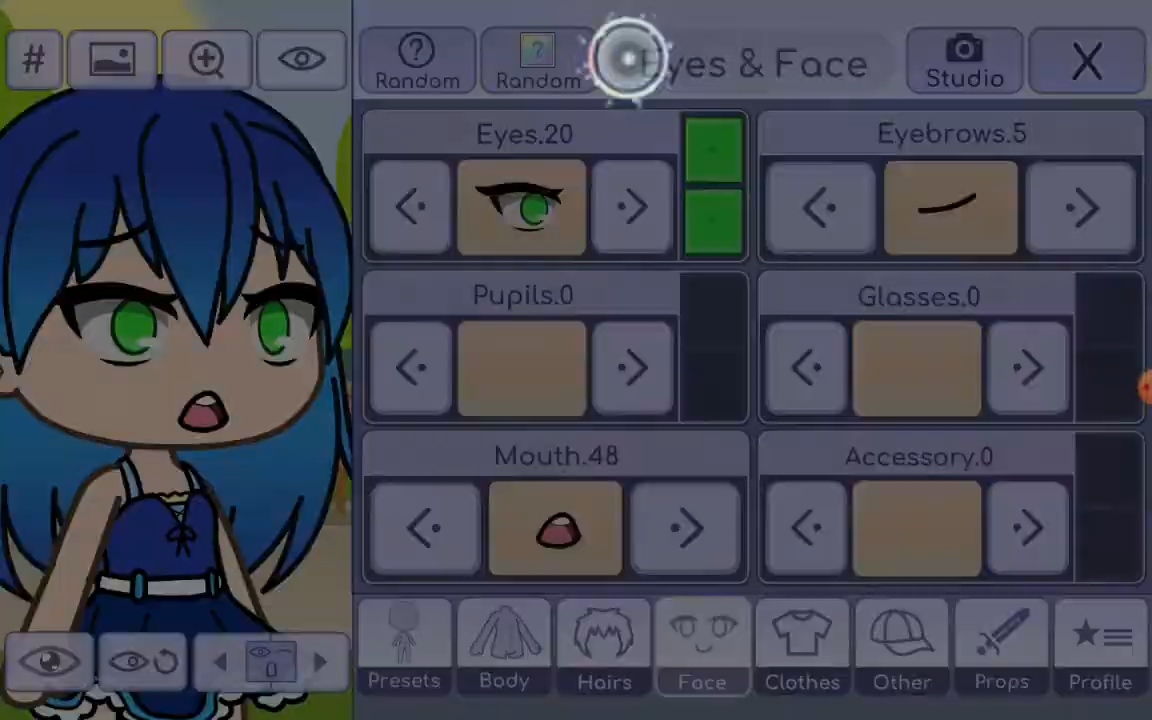 #
? Random
? Random
Eyes & Face
Studio
X
Eyes.20
Eyebrows.5
Pupils.0
Glasses.0
Mouth.48
Accessory.0
0
Presets
Body
Hairs
Face
Clothes
Other
Props
Profile